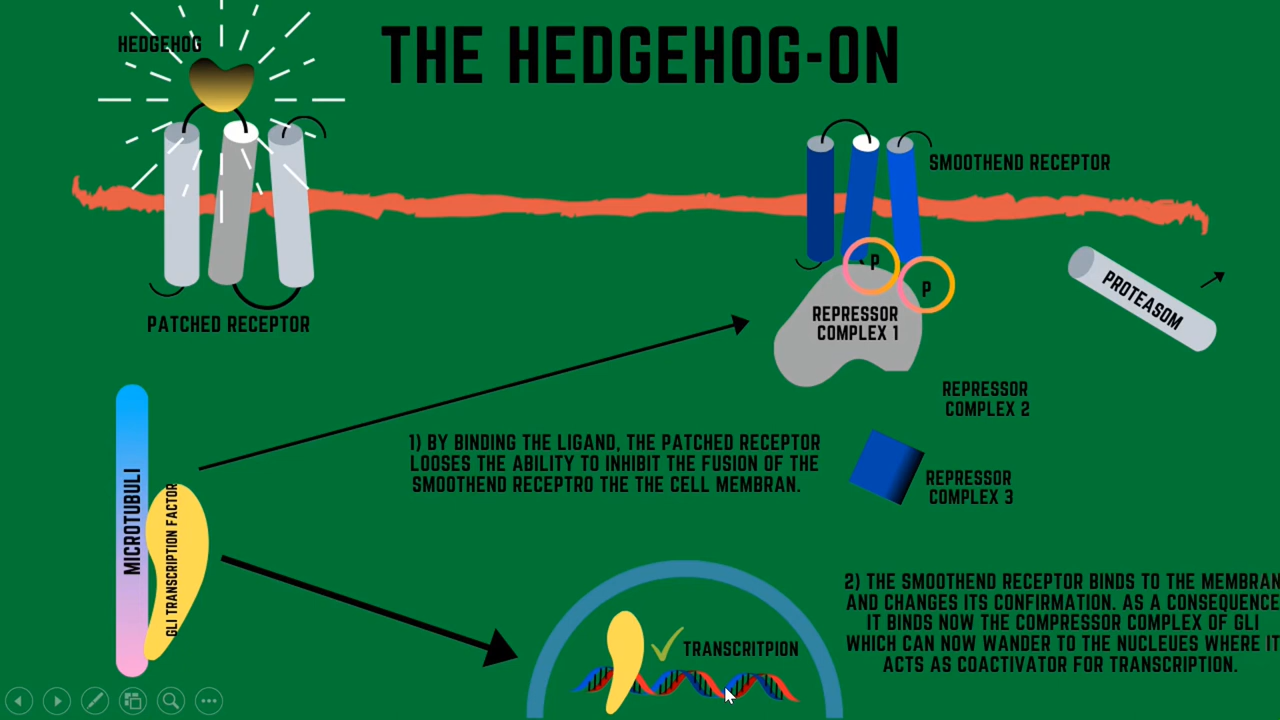 HEDGEHOG
THE HEDGEHOG-ON
SMOOTHEND RECEPTOR
P
P
PROTEASOM
REPRESSOR
COMPLEX 1
PATCHED RECEPTOR
REPRESSOR
COMPLEX 2
1) BY BINDING THE LIGAND, THE PATCHED RECEPTOR
LOOSES THE ABILITY TO INHIBIT THE FUSION OF THE
SMOOTHEND RECEPTRO THE THE CELL MEMBRAN.
REPRESSOR
COMPLEX 3
MICROTUBULI
GLI TRANSCRIPTION FACTOR
2) THE SMOOTHEND RECEPTOR BINDS TO THE MEMBRAN
AND CHANGES ITS CONFIRMATION. AS A CONSEQUENCE
IT BINDS NOW THE COMPRESSOR COMPLEX OF GLI
WHICH CAN NOW WANDER TO THE NUCLEUES WHERE IT
ACTS AS COACTIVATOR FOR TRANSCRIPTION.
TRANSCRITPION